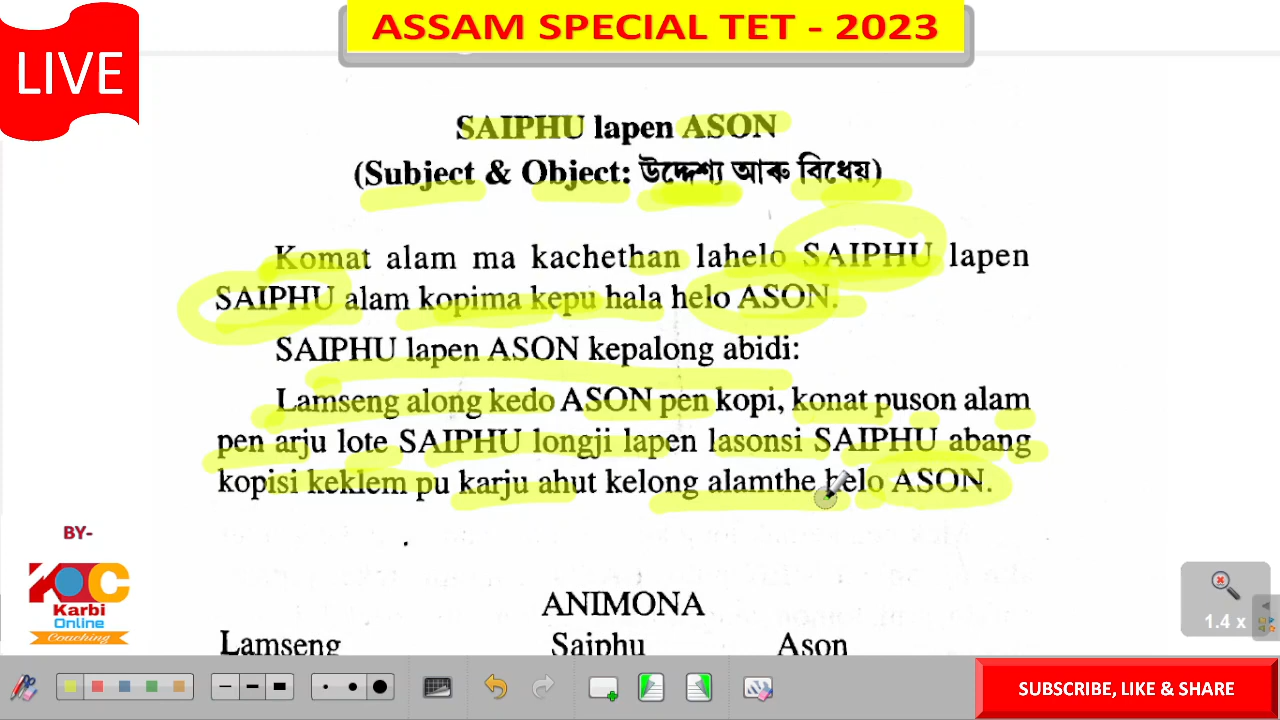 LIVE
ASSAM SPECIAL TET - 2023
SAIPHU lapen ASON
(Subject & Object: উদ্দেশ্য আৰু বিধেয়)
Komat alam ma kachethan lahelo SAIPHU lapen
SAIPHU alam kopima kepu hala helo ASON.
SAIPHU lapen ASON kepalong abidi:
Lamseng along kedo ASON pen kopi, konat puson alam
pen arju lote SAIPHU longji lapen lasonsi SAIPHU abang
kopisi keklem pu karju ahut kelong alamthe helo ASON.
BY-
KOC
Karbi
Online
Coaching
ANIMONA
Lamseng Saiphu Ason
1.4 x
SUBSCRIBE, LIKE & SHARE